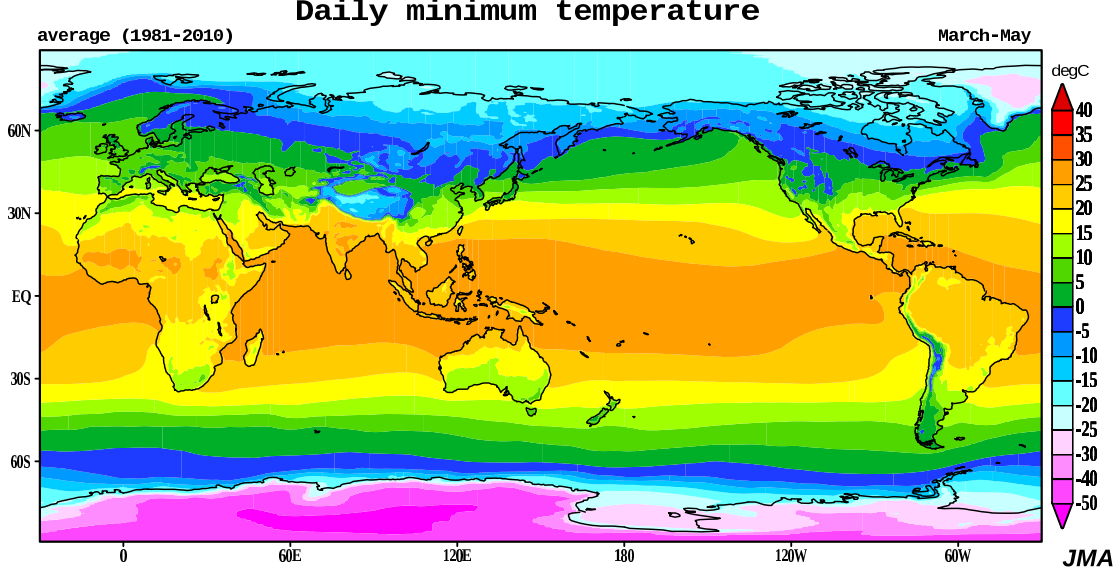 Daily minimum temperature
average (1981-2010) March-May
degC
40
35
30
25
20
15
10
5
0
-5
-10
-15
-20
-25
-30
-40
-50
60N
30N
EQ
30S
60S
0 60E 120E 180 120W 60W
JMA